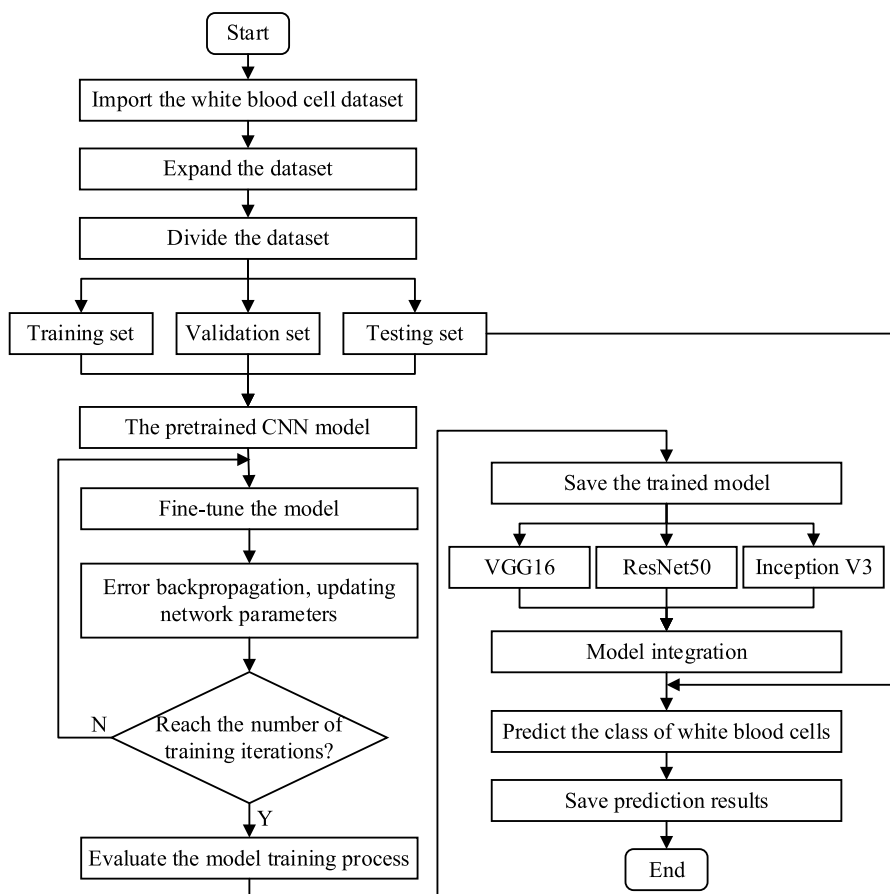 Start
Import the white blood cell dataset
Expand the dataset
Divide the dataset
Training set
Validation set
Testing set
The pretrained CNN model
Fine-tune the model
Error backpropagation, updating
network parameters
N
Reach the number of
training iterations?
Y
Evaluate the model training process
Save the trained model
VGG16
ResNet50
Inception V3
Model integration
Predict the class of white blood cells
Save prediction results
End